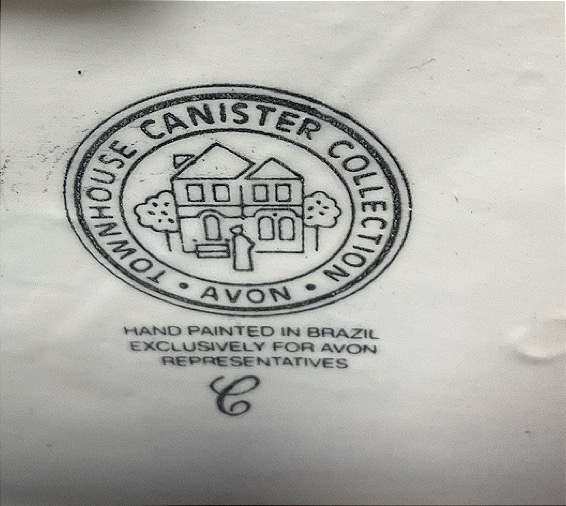 TOWNHOUSE CANISTER COLLECTION
• AVON •
HAND PAINTED IN BRAZIL
EXCLUSIVELY FOR AVON
REPRESENTATIVES
C